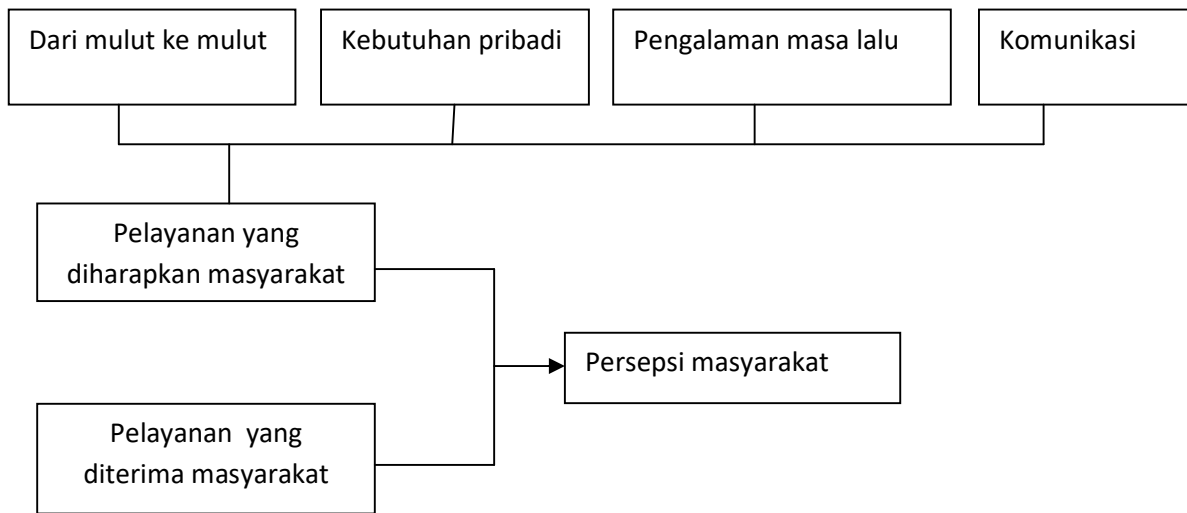 Dari mulut ke mulut
Kebutuhan pribadi
Pengalaman masa lalu
Komunikasi
Pelayanan yang
diharapkan masyarakat
Persepsi masyarakat
Pelayanan yang
diterima masyarakat